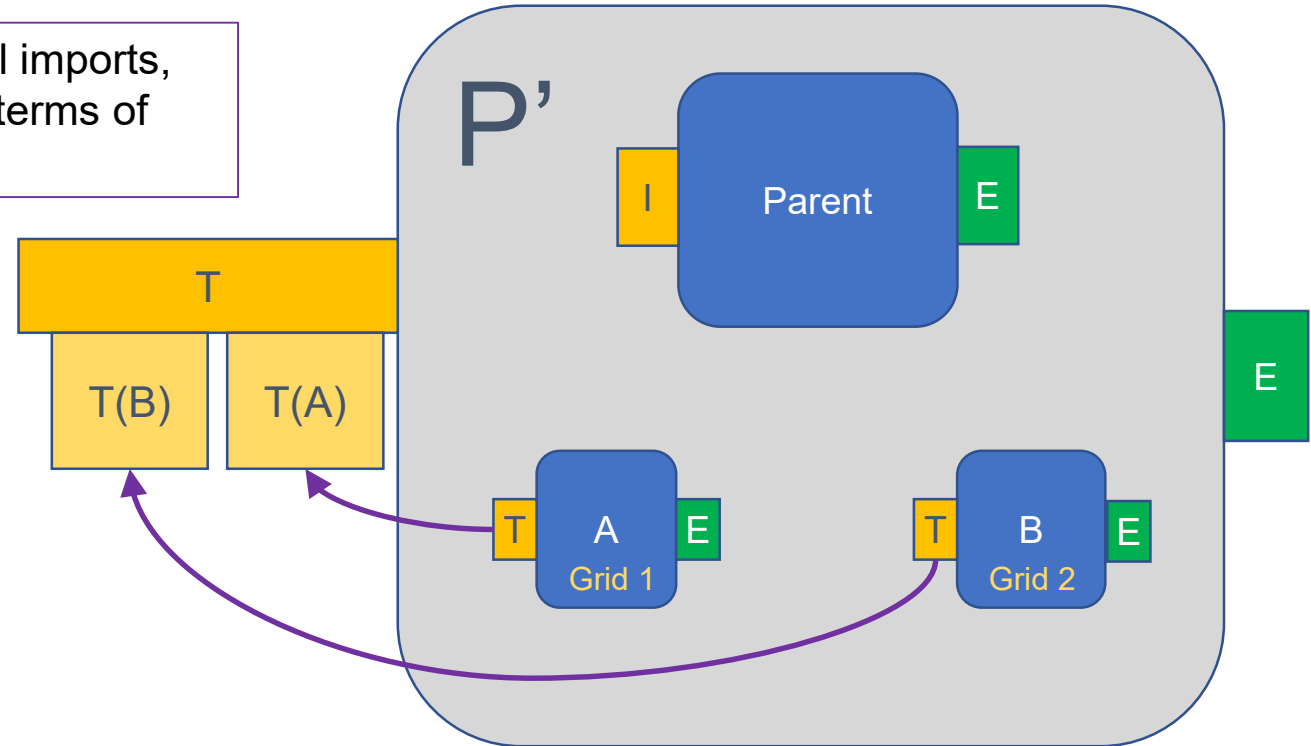 imports,
terms of
P’
I
Parent
E
T
T(B)
T(A)
E
T
A
E
Grid 1
T
B
E
Grid 2